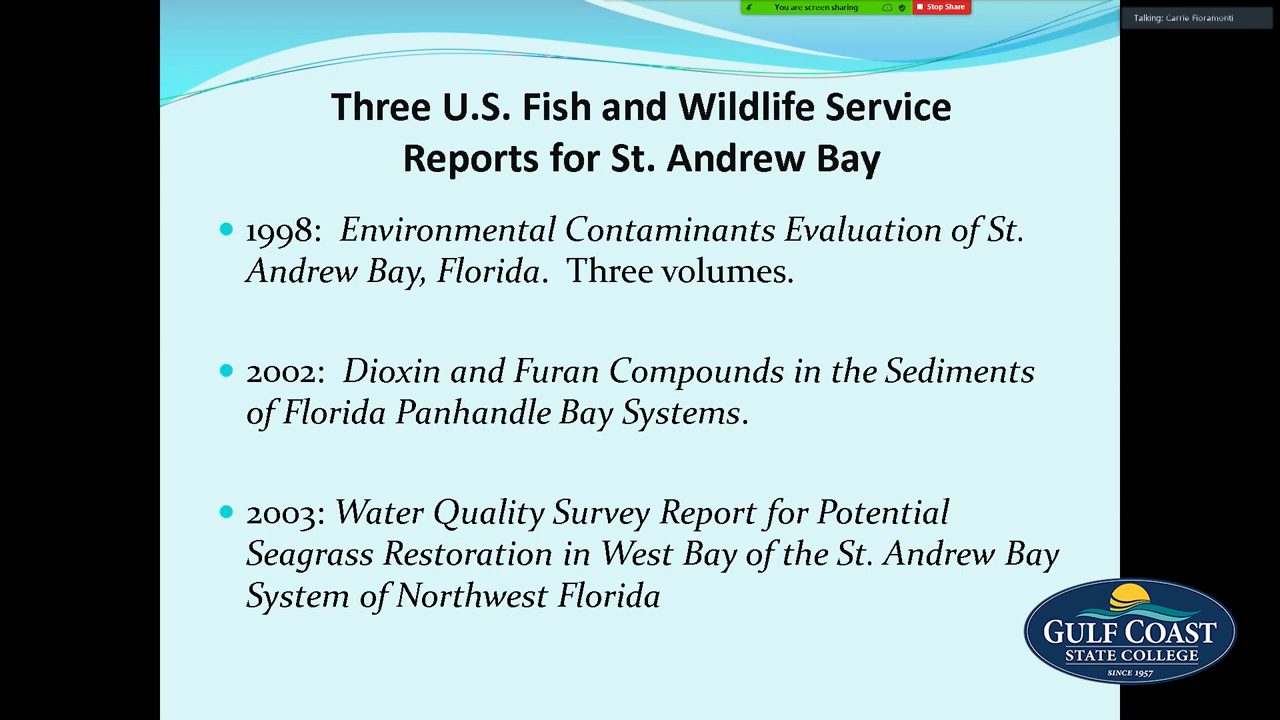 You are screen sharing
Stop Share
Talking: Carrie Fioramonti
Three U.S. Fish and Wildlife Service
Reports for St. Andrew Bay
1998: Environmental Contaminants Evaluation of St.
Andrew Bay, Florida. Three volumes.
2002: Dioxin and Furan Compounds in the Sediments
of Florida Panhandle Bay Systems.
2003: Water Quality Survey Report for Potential
Seagrass Restoration in West Bay of the St. Andrew Bay
System of Northwest Florida
GULF COAST
STATE COLLEGE
SINCE 1957